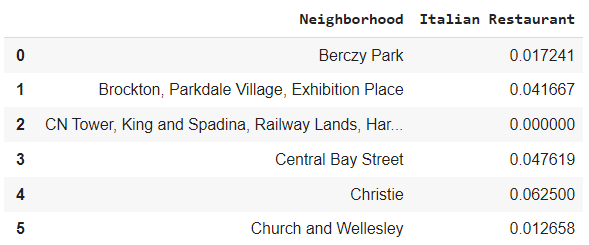 Neighborhood Italian Restaurant
0 Berczy Park 0.017241
1 Brockton, Parkdale Village, Exhibition Place 0.041667
2 CN Tower, King and Spadina, Railway Lands, Har... 0.000000
3 Central Bay Street 0.047619
4 Christie 0.062500
5 Church and Wellesley 0.012658